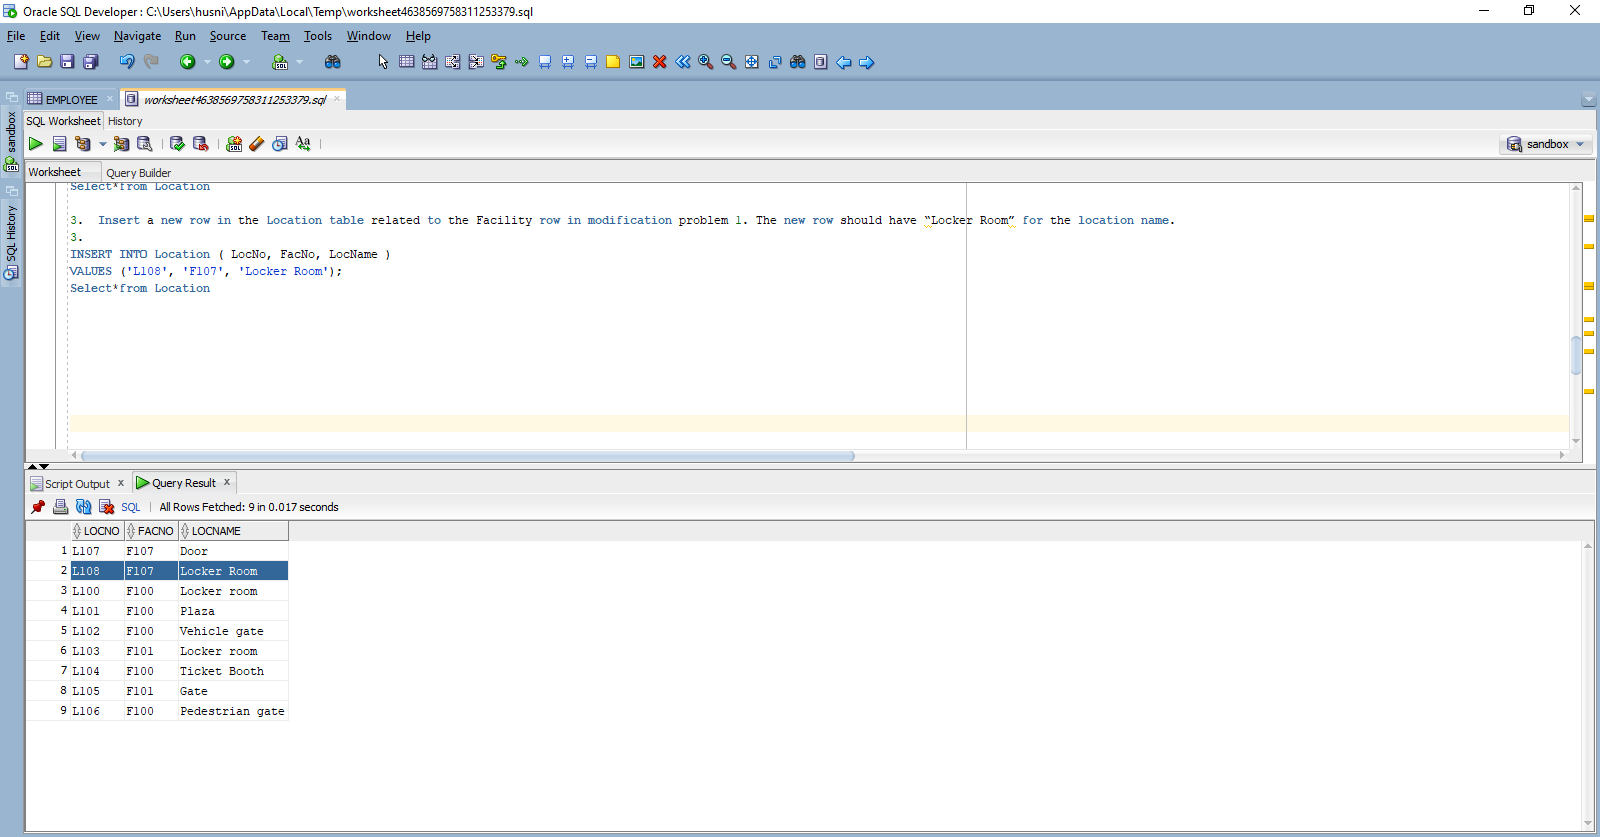 Oracle SQL Developer : C:\Users\husni\AppData\Local\Temp\worksheet4638569758311253379.sql
File Edit View Navigate Run Source Team Tools Window Help
EMPLOYEE
worksheet4638569758311253379.sql
sandbox
SQL History
SQL Worksheet History
sandbox
Worksheet Query Builder
Select*from Location
3. Insert a new row in the Location table related to the Facility row in modification problem 1. The new row should have “Locker Room” for the location name.
3.
INSERT INTO Location ( LocNo, FacNo, LocName )
VALUES ('L108', 'F107', 'Locker Room');
Select*from Location
Script Output x Query Result x
SQL All Rows Fetched: 9 in 0.017 seconds
LOCNO FACNO LOCNAME
1 L107 F107 Door
2 L108 F107 Locker Room
3 L100 F100 Locker room
4 L101 F100 Plaza
5 L102 F100 Vehicle gate
6 L103 F101 Locker room
7 L104 F100 Ticket Booth
8 L105 F101 Gate
9 L106 F100 Pedestrian gate